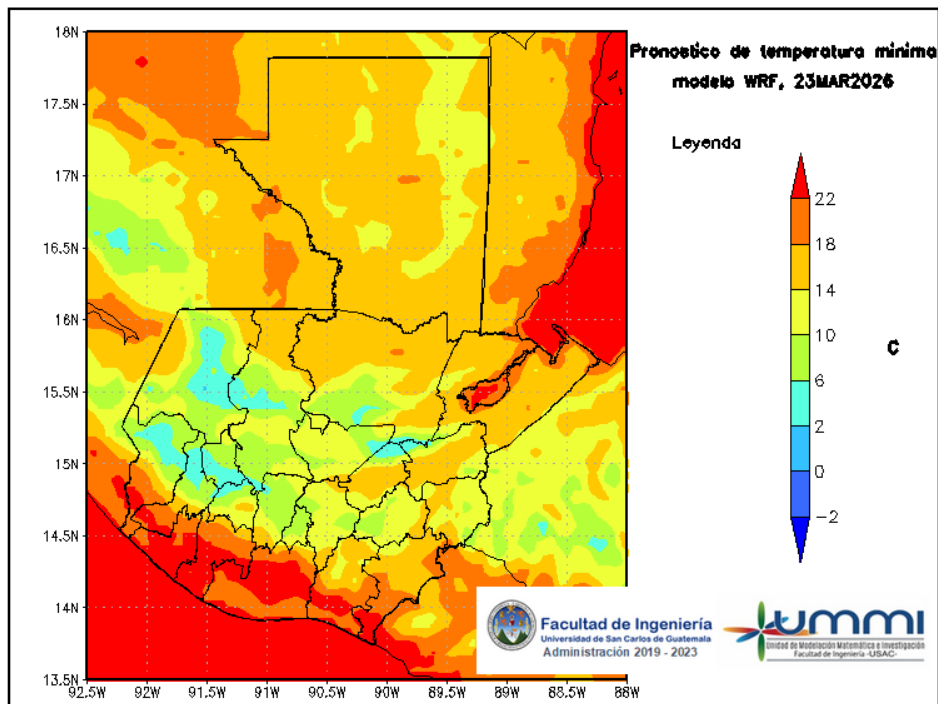 Pronostico de temperatura minima
modelo WRF, 23MAR2026
Leyenda
22
18
14
10
6
2
0
−2
C
18N
17.5N
17N
16.5N
16N
15.5N
15N
14.5N
14N
13.5N
92.5W
92W
91.5W
91W
90.5W
90W
89.5W
89W
88.5W
88W
Facultad de Ingeniería
Universidad de San Carlos de Guatemala
Administración 2019 - 2023
UMMI
Unidad de Modelación Matemática e Investigación
Facultad de Ingeniería -USAC-